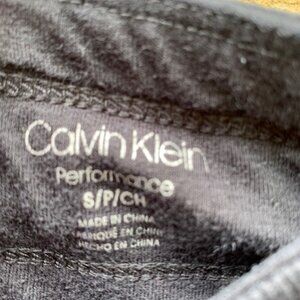 Calvin Klein
Performance
S/P/CH
MADE IN CHINA
FABRIQUÉ EN CHINE
HECHO EN CHINA